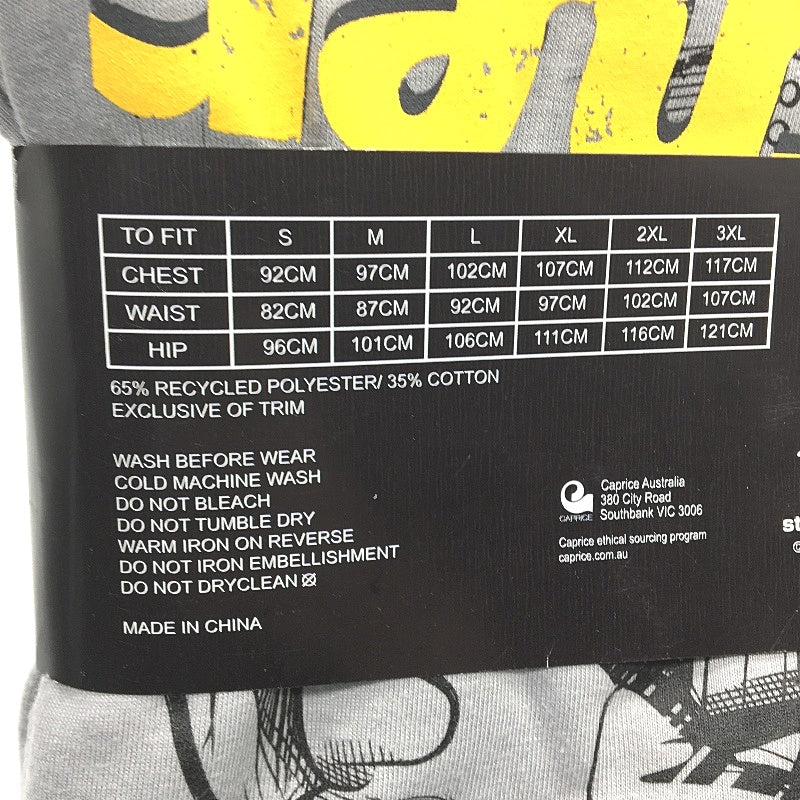 TO FIT S M L XL 2XL 3XL
CHEST 92CM 97CM 102CM 107CM 112CM 117CM
WAIST 82CM 87CM 92CM 97CM 102CM 107CM
HIP 96CM 101CM 106CM 111CM 116CM 121CM
65% RECYCLED POLYESTER/ 35% COTTON
EXCLUSIVE OF TRIM
WASH BEFORE WEAR
COLD MACHINE WASH
DO NOT BLEACH
DO NOT TUMBLE DRY
WARM IRON ON REVERSE
DO NOT IRON EMBELLISHMENT
DO NOT DRYCLEAN
MADE IN CHINA
CAPRICE
Caprice Australia
380 City Road
Southbank VIC 3006
Caprice ethical sourcing program
caprice.com.au
st
©